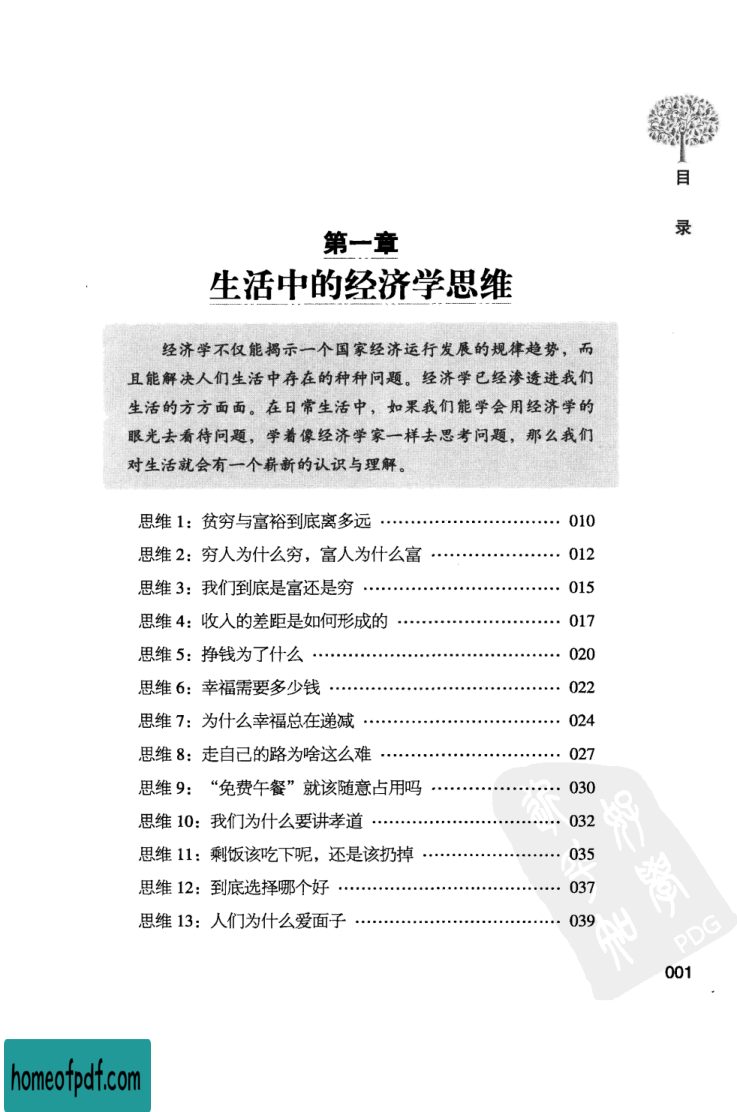 目
录
第一章
生活中的经济学思维
经济学不仅能揭示一个国家经济运行发展的规律趋势，而
且能解决人们生活中存在的种种问题。经济学已经渗透进我们
生活的方方面面。在日常生活中，如果我们能学会用经济学的
眼光去看待问题，学着像经济学家一样去思考问题，那么我们
对生活就会有一个崭新的认识与理解。
思维 1：贫穷与富裕到底离多远 …………………………… 010
思维 2：穷人为什么穷，富人为什么富 …………………… 012
思维 3：我们到底是富还是穷 ……………………………… 015
思维 4：收入的差距是如何形成的 ………………………… 017
思维 5：挣钱为了什么 ……………………………………… 020
思维 6：幸福需要多少钱 …………………………………… 022
思维 7：为什么幸福总在递减 ……………………………… 024
思维 8：走自己的路为啥这么难 …………………………… 027
思维 9：“免费午餐”就该随意占用吗 …………………… 030
思维 10：我们为什么要讲孝道 …………………………… 032
思维 11：剩饭该吃下呢，还是该扔掉 …………………… 035
思维 12：到底选择哪个好 ………………………………… 037
思维 13：人们为什么爱面子 ……………………………… 039
PDG
001
homeofpdf.com